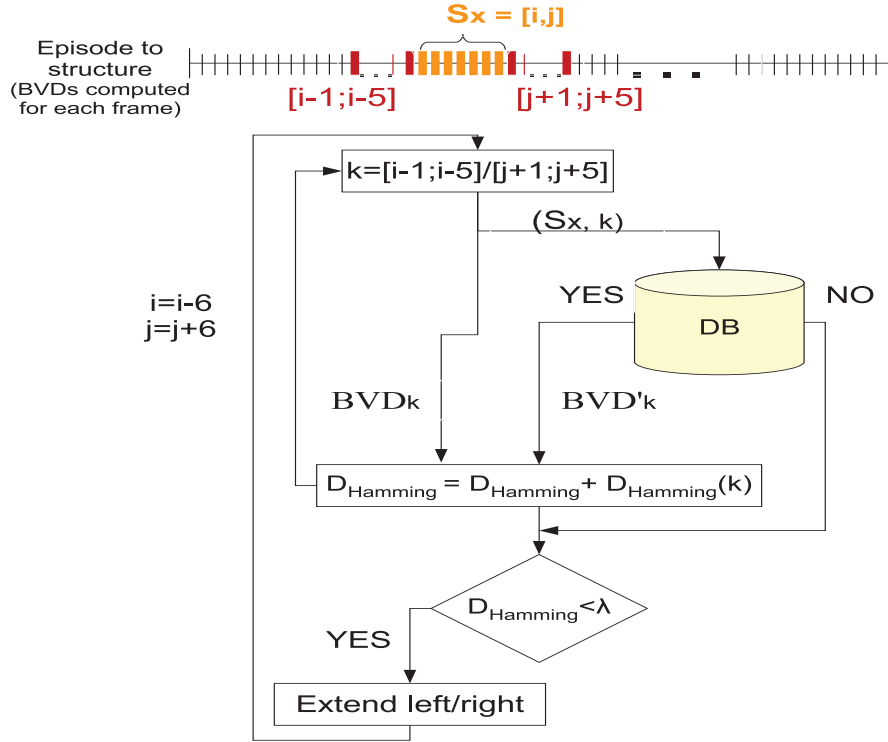 Sx = [i,j]
Episode to
structure
(BVDs computed
for each frame)
[i-1;i-5]
[j+1;j+5]
k=[i-1;i-5]/[j+1;j+5]
(Sx, k)
YES
NO
DB
i=i-6
j=j+6
BVDk
BVD'k
DHamming = DHamming+ DHamming(k)
DHamming<λ
YES
Extend left/right